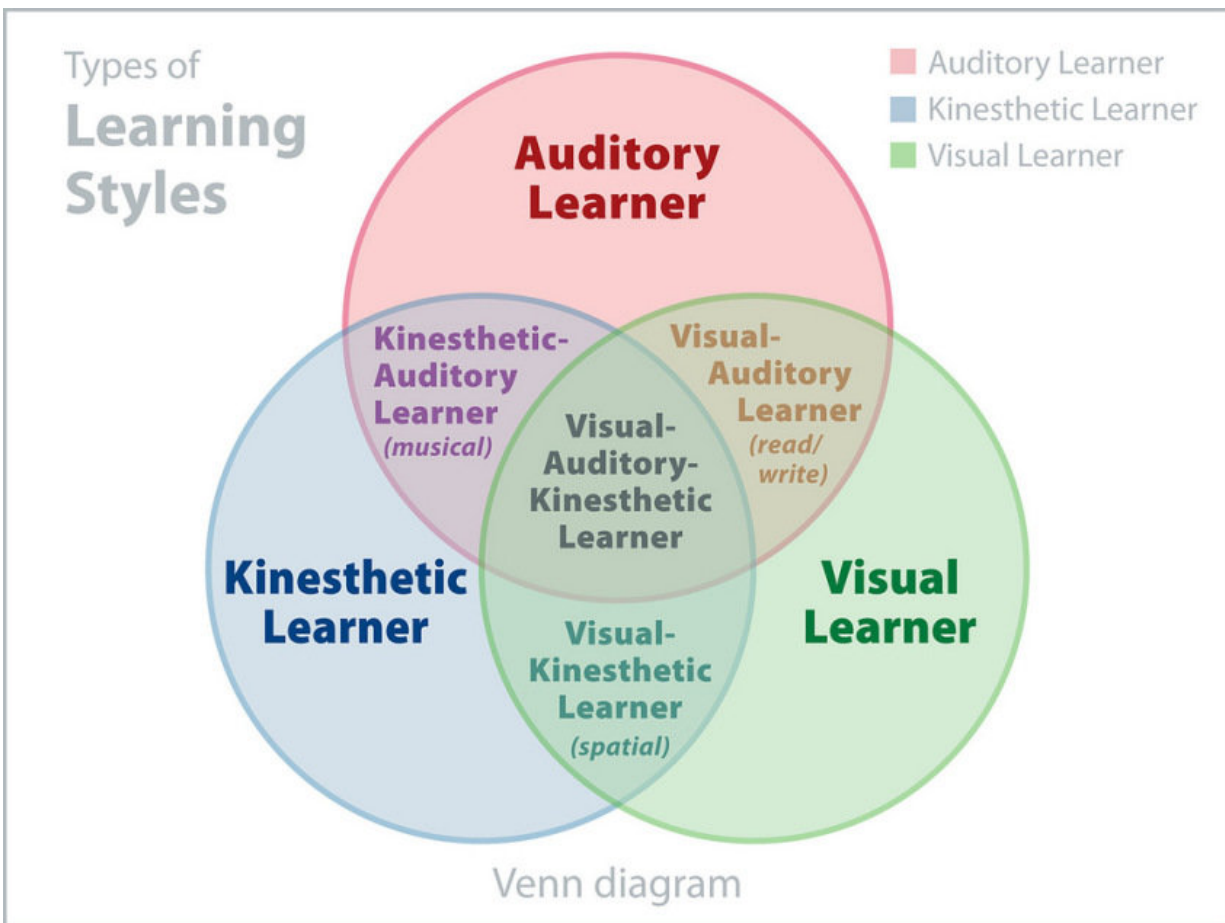 Types of
Learning
Styles
Auditory Learner
Kinesthetic Learner
Visual Learner
Auditory
Learner
Kinesthetic-
Auditory
Learner
(musical)
Visual-
Auditory
Learner
(read/
write)
Visual-
Auditory-
Kinesthetic
Learner
Kinesthetic
Learner
Visual
Learner
Visual-
Kinesthetic
Learner
(spatial)
Venn diagram